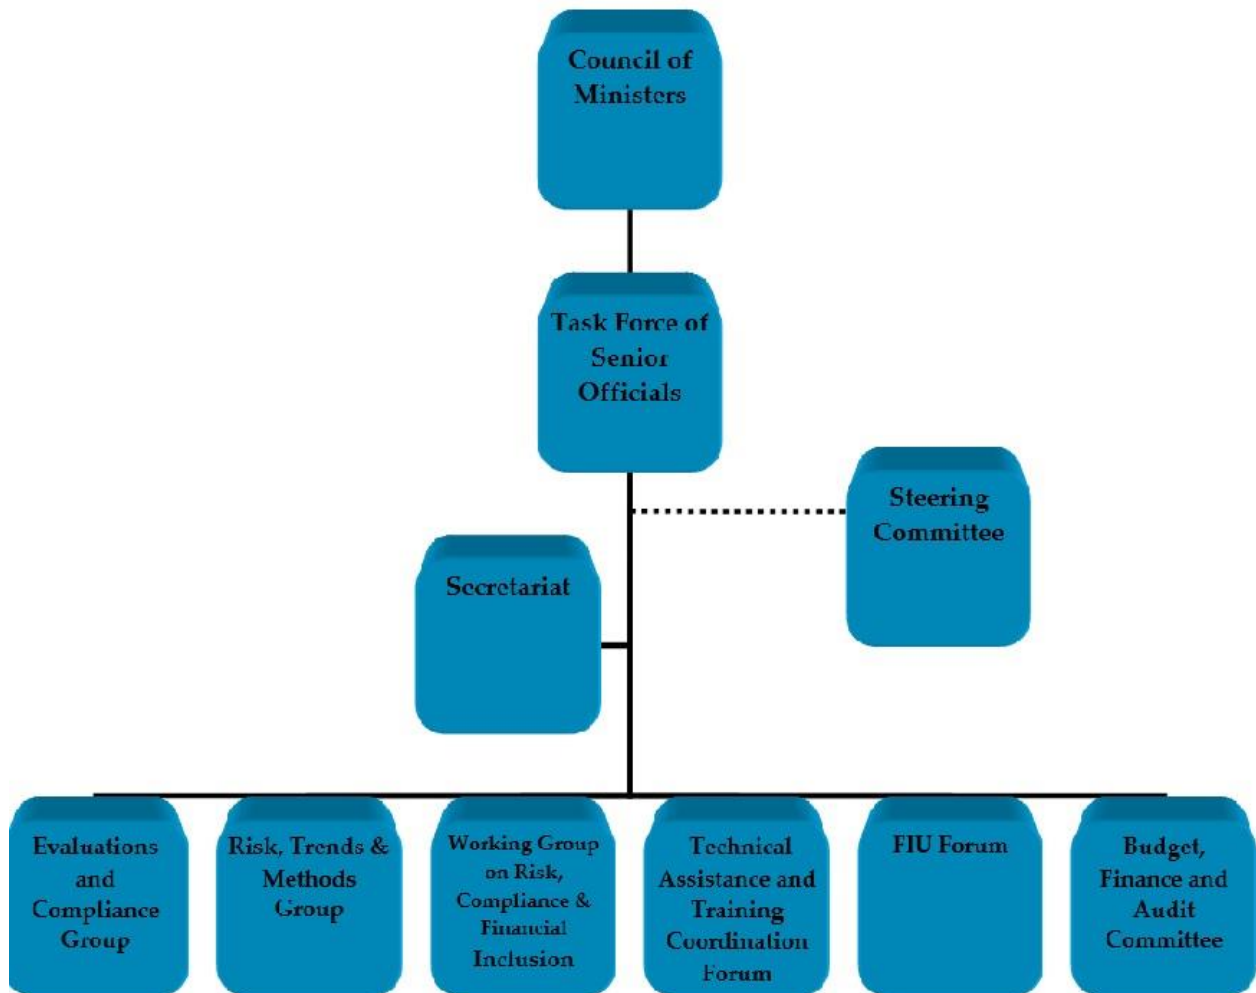 Council of
Ministers
Task Force of
Senior
Officials
Steering
Committee
Secretariat
Evaluations
and
Compliance
Group
Risk, Trends &
Methods
Group
Working Group
on Risk,
Compliance &
Financial
Inclusion
Technical
Assistance and
Training
Coordination
Forum
FIU Forum
Budget,
Finance and
Audit
Committee